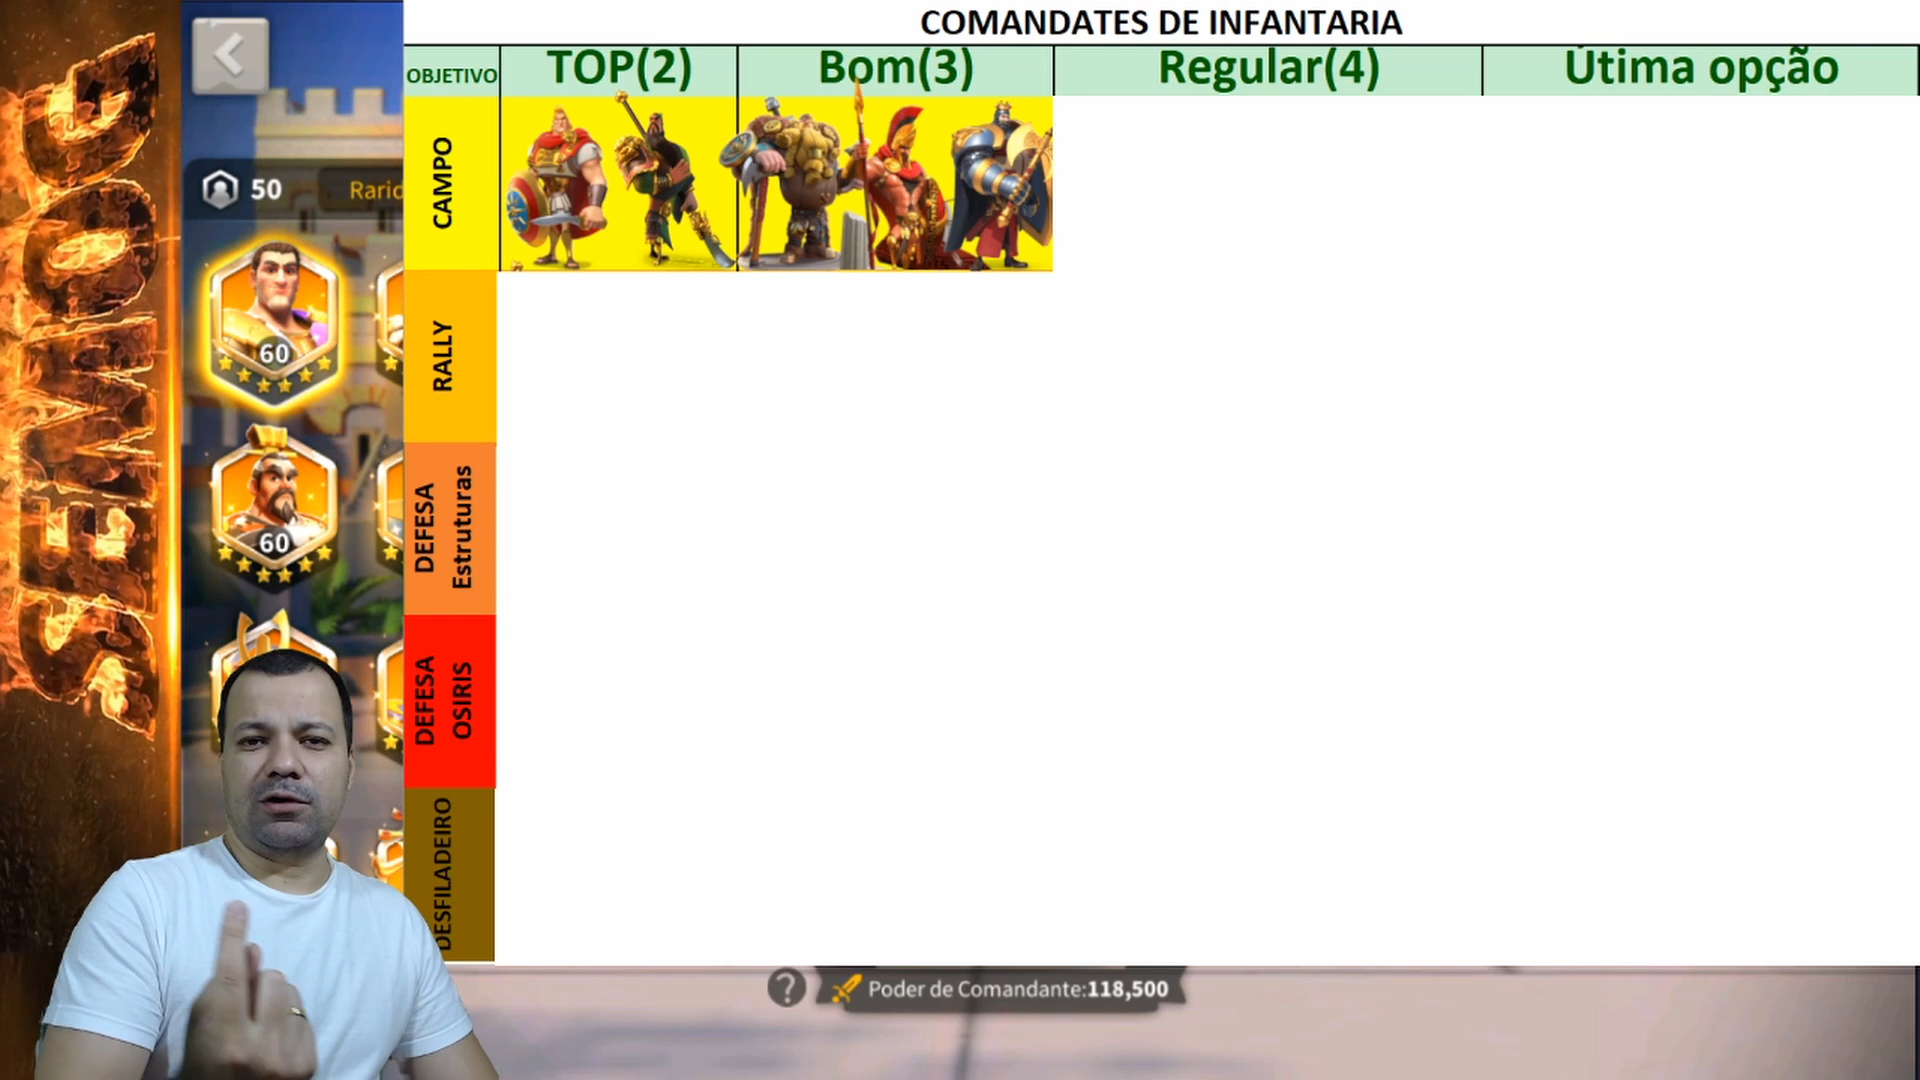 COMANDATES DE INFANTARIA
OBJETIVO TOP(2) Bom(3) Regular(4) Útima opção
CAMPO
RALLY
DEFESA
Estruturas
DEFESA
OSIRIS
DESFILADEIRO
50
60
60
Poder de Comandante:118,500
?